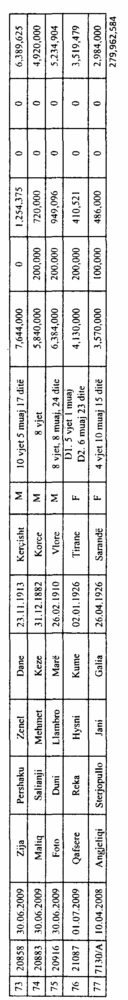 73 20858 30.06.2009 Zija Pershaku Zenel Dane 23.11.1913 Kerçisht M 10 vjet 5 muaj 17 ditë 7,644,000 0 1,254,375 0 0 6,389,625
74 20883 30.06.2009 Maliq Salianji Mehmet Keze 31.12.1882 Korce M 8 vjet 5,840,000 200,000 720,000 0 0 4,920,000
75 20916 30.06.2009 Foto Duni Llambro Marë 26.02.1910 Vlore M 8 vjet, 8 muaj, 24 dite 6,384,000 200.000 949,096 0 0 5,234,904
76 21087 01.07.2009 Qafsere Reka Hysni Kume 02.01.1926 Tirane F D1. 5 vjet 1 muaj
D2. 6 muaj 23 dite 4,130,000 200,000 410,521 0 0 3,519,479
77 7130/A 10.04.2008 Angjeliqi Sterjopullo Jani Galia 26.04.1926 Sarandë F 4 vjet 10 muaj 15 ditë 3,570,000 100,000 486,000 0 0 2,984,000
279,962,584